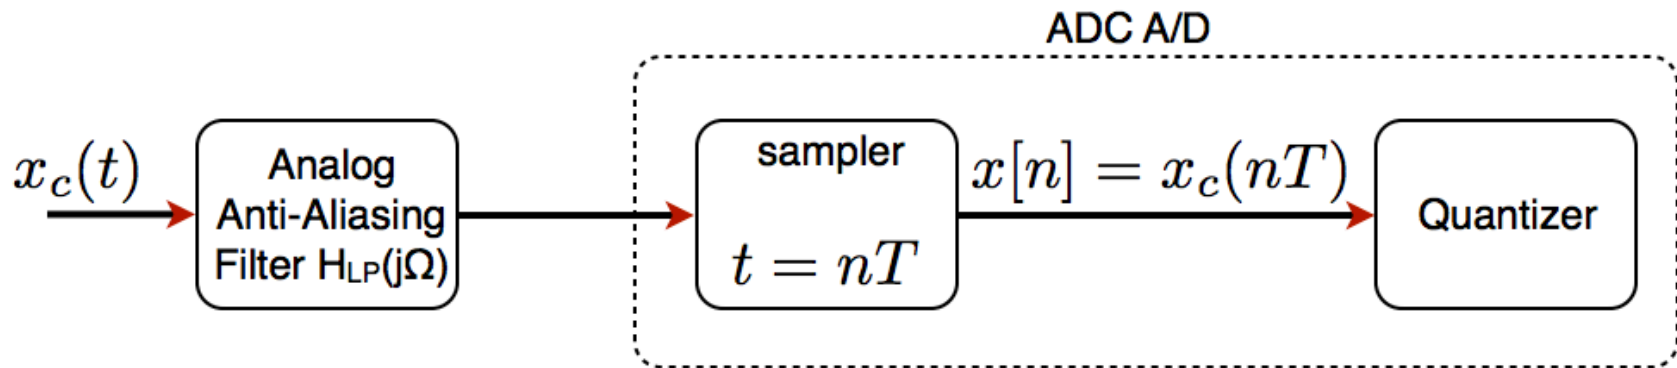 ADC A/D
x_c(t)
Analog
Anti-Aliasing
Filter H_LP(jΩ)
sampler
t = nT
x[n] = x_c(nT)
Quantizer